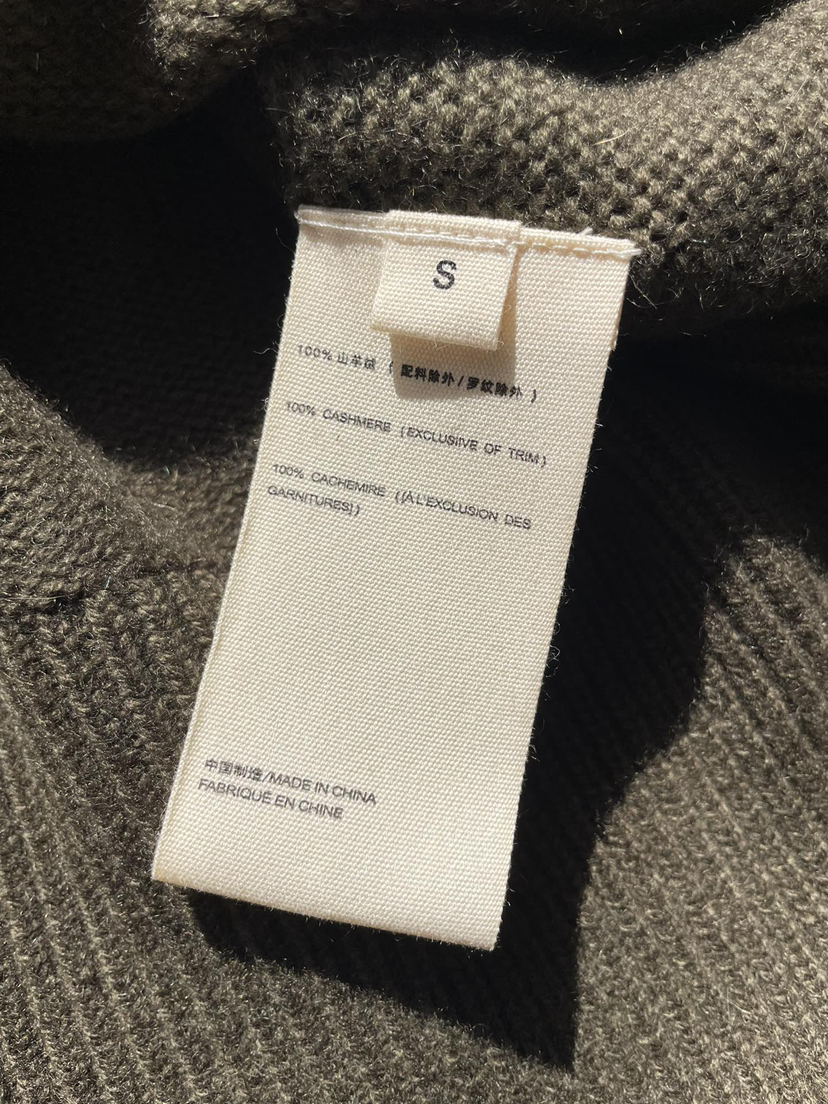 S
100% 山羊绒 ( 配料除外 / 罗纹除外 )
100% CASHMERE ( EXCLUSIIVE OF TRIM )
100% CACHEMIRE ( [À L'EXCLUSION DES
GARNITURES] )
中国制造/MADE IN CHINA
FABRIQUÉ EN CHINE